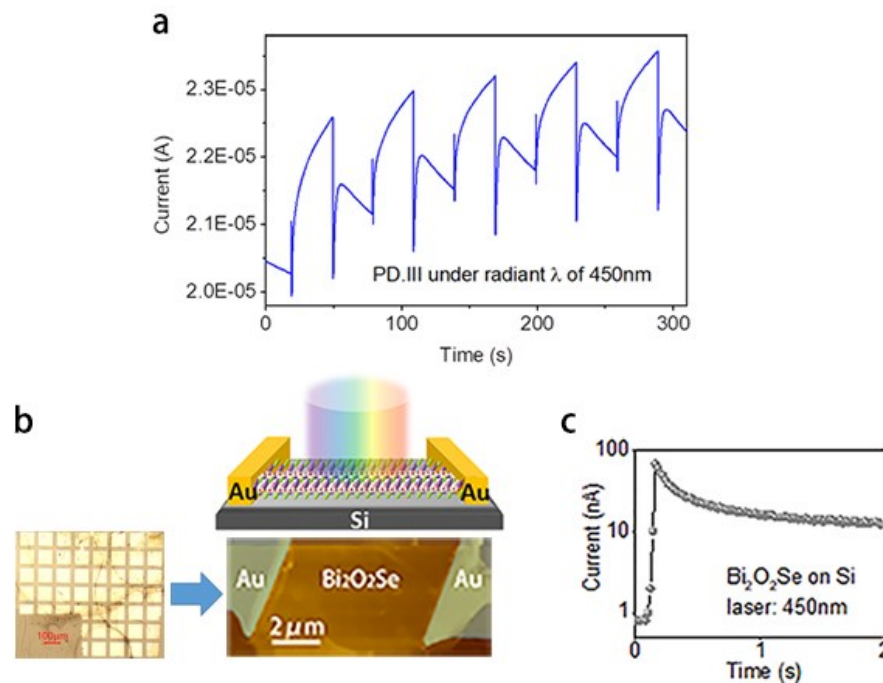 a
2.3E-05
2.2E-05
2.1E-05
2.0E-05
Current (A)
PD.III under radiant λ of 450nm
0 100 200 300
Time (s)
b
Au Au
Si
100μm
Au Bi₂O₂Se Au
2μm
c
100
10
1
Current (nA)
Bi₂O₂Se on Si
laser: 450nm
0 1 2
Time (s)